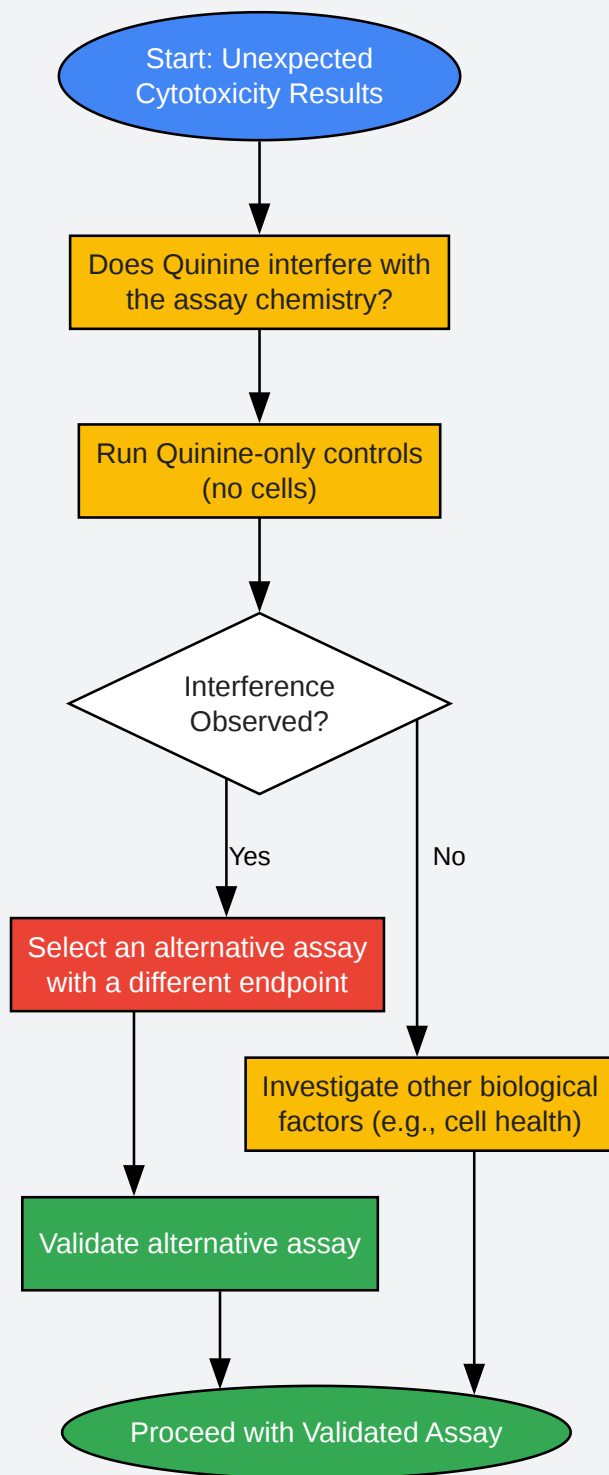 Start: Unexpected
Cytotoxicity Results
Does Quinine interfere with
the assay chemistry?
Run Quinine-only controls
(no cells)
Interference
Observed?
Yes
No
Select an alternative assay
with a different endpoint
Investigate other biological
factors (e.g., cell health)
Validate alternative assay
Proceed with Validated Assay